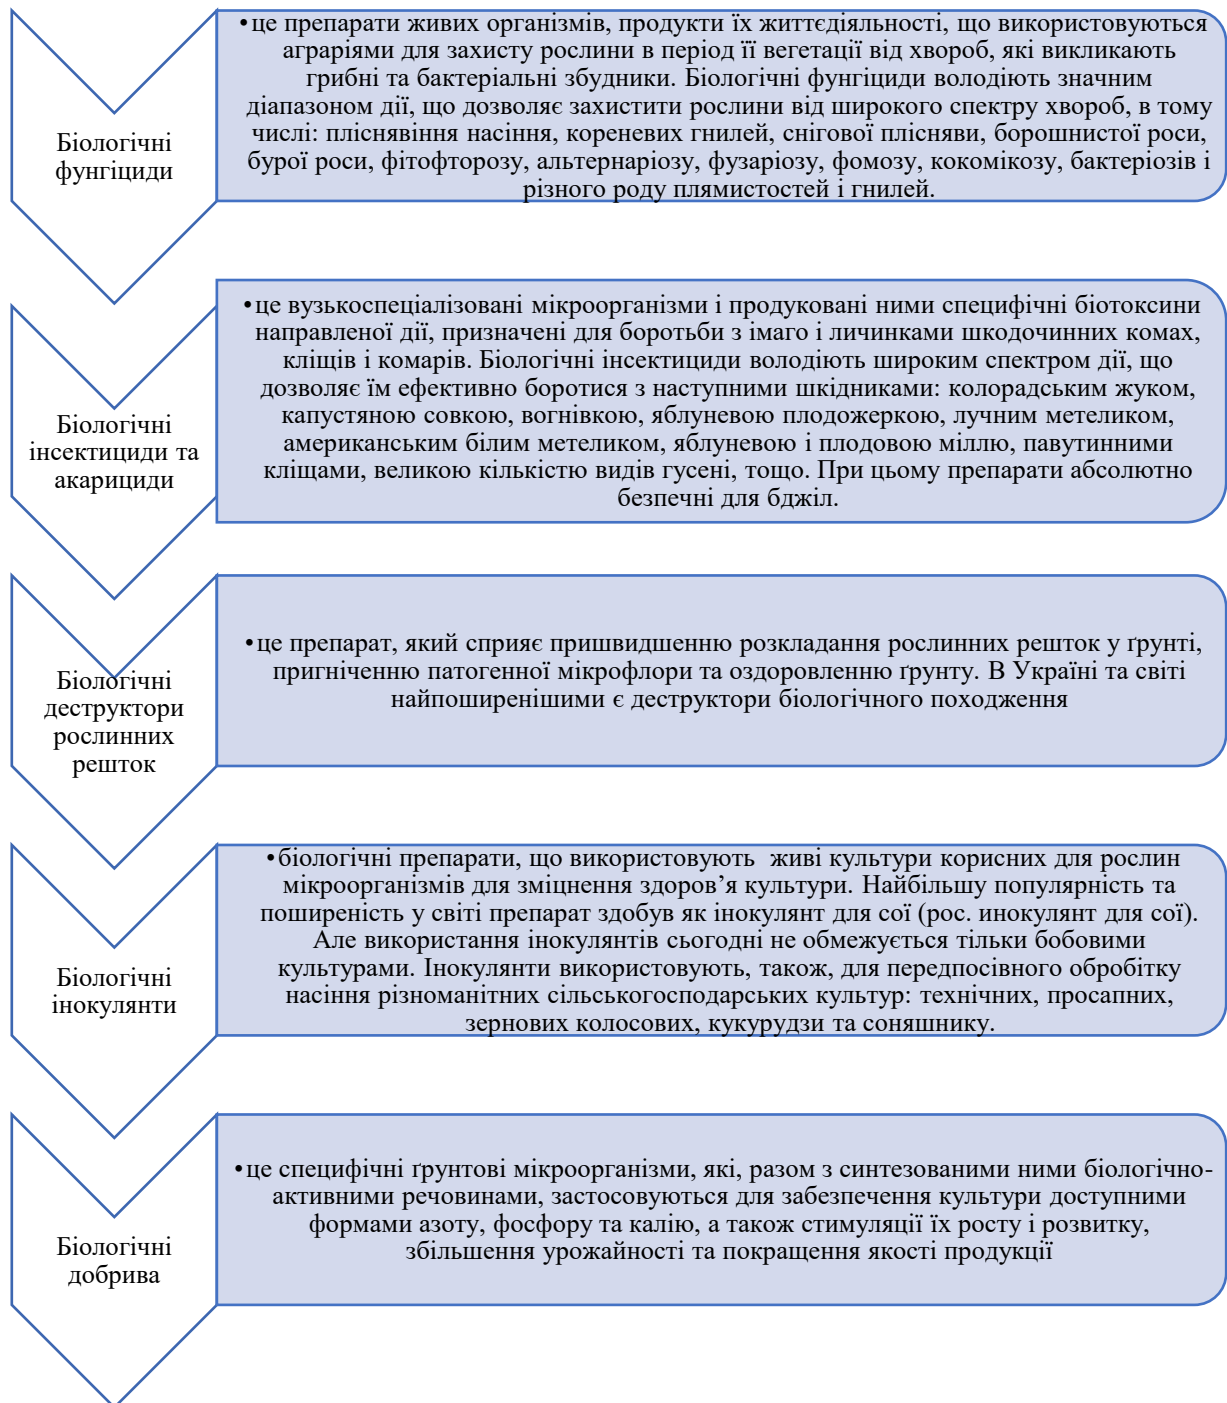 Біологічні
фунгіциди
•це препарати живих організмів, продукти їх життєдіяльності, що використовуються
аграріями для захисту рослини в період її вегетації від хвороб, які викликають
грибні та бактеріальні збудники. Біологічні фунгіциди володіють значним
діапазоном дії, що дозволяє захистити рослини від широкого спектру хвороб, в тому
числі: пліснявіння насіння, кореневих гнилей, снігової плісняви, борошнистої роси,
бурої роси, фітофторозу, альтернаріозу, фузаріозу, фомозу, кокомікозу, бактеріозів і
різного роду плямистостей і гнилей.
Біологічні
інсектициди та
акарициди
•це вузькоспеціалізовані мікроорганізми і продуковані ними специфічні біотоксини
направленої дії, призначені для боротьби з імаго і личинками шкодочинних комах,
кліщів і комарів. Біологічні інсектициди володіють широким спектром дії, що
дозволяє їм ефективно боротися з наступними шкідниками: колорадським жуком,
капустяною совкою, вогнівкою, яблуневою плодожеркою, лучним метеликом,
американським білим метеликом, яблуневою і плодовою міллю, павутинними
кліщами, великою кількістю видів гусені, тощо. При цьому препарати абсолютно
безпечні для бджіл.
Біологічні
деструктори
рослинних
решток
•це препарат, який сприяє пришвидшенню розкладання рослинних решток у ґрунті,
пригніченню патогенної мікрофлори та оздоровленню ґрунту. В Україні та світі
найпоширенішими є деструктори біологічного походження
Біологічні
інокулянти
•біологічні препарати, що використовують живі культури корисних для рослин
мікроорганізмів для зміцнення здоров’я культури. Найбільшу популярність та
поширеність у світі препарат здобув як інокулянт для сої (рос. инокулянт для сої).
Але використання інокулянтів сьогодні не обмежується тільки бобовими
культурами. Інокулянти використовують, також, для передпосівного обробітку
насіння різноманітних сільськогосподарських культур: технічних, просапних,
зернових колосових, кукурудзи та соняшнику.
Біологічні
добрива
•це специфічні ґрунтові мікроорганізми, які, разом з синтезованими ними біологічно-
активними речовинами, застосовуються для забезпечення культури доступними
формами азоту, фосфору та калію, а також стимуляції їх росту і розвитку,
збільшення урожайності та покращення якості продукції